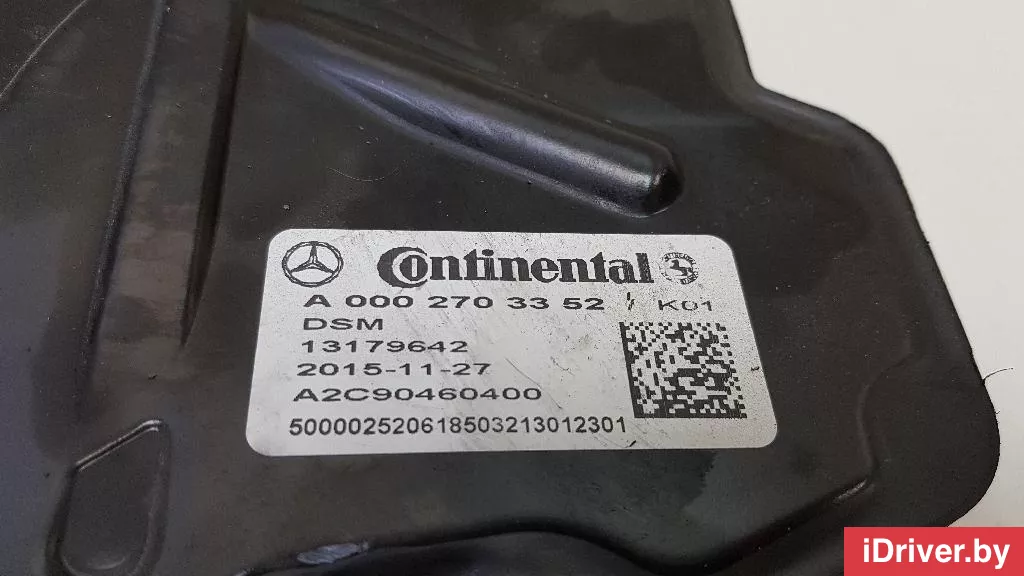 Continental
A 000 270 33 52 / K01
DSM
13179642
2015-11-27
A2C90460400
50000252061850321301230​1
iDriver.by